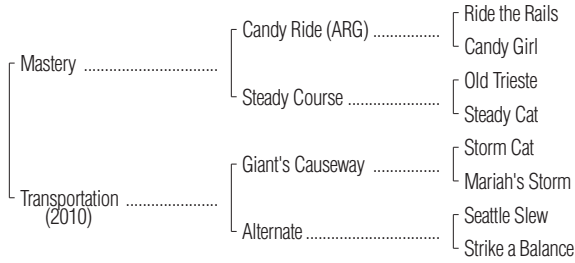 Ride the Rails
Candy Ride (ARG) ................
Candy Girl
Mastery ................................
Old Trieste
Steady Course ......................
Steady Cat
Storm Cat
Giant's Causeway ................
Mariah's Storm
Transportation ......................
(2010)
Seattle Slew
Alternate ................................
Strike a Balance